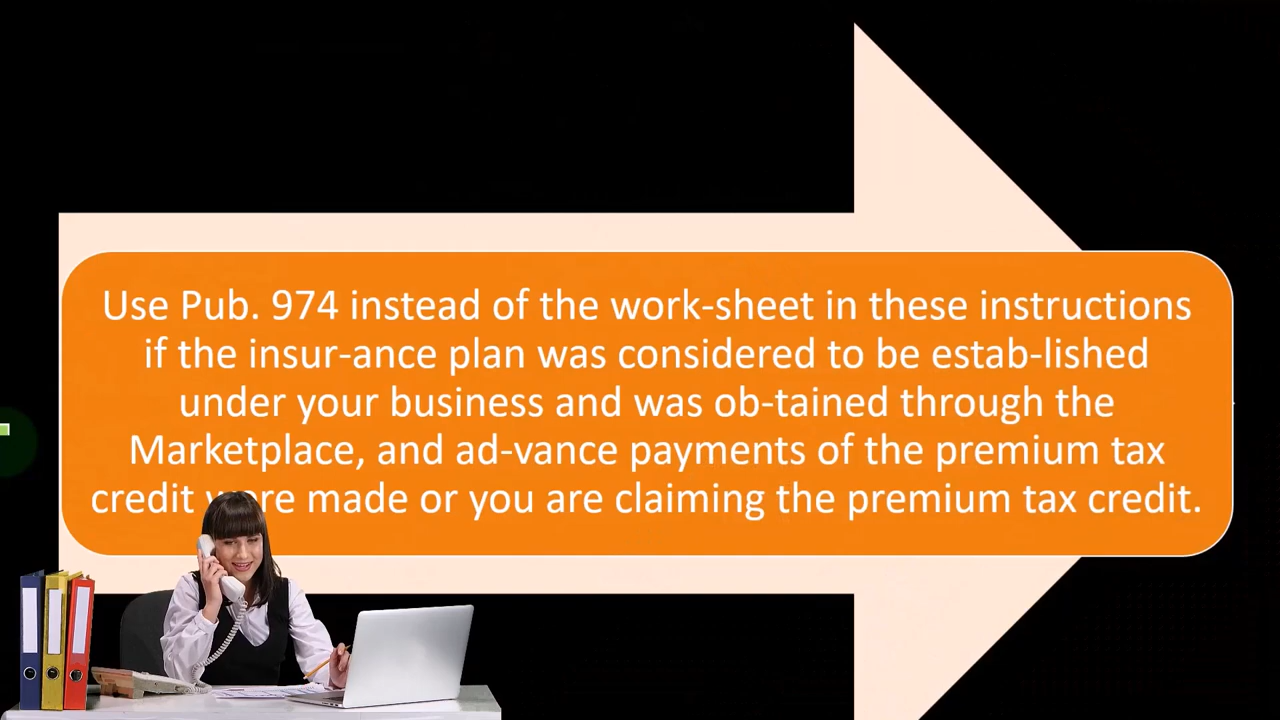 Use Pub. 974 instead of the work-sheet in these instructions
if the insur-ance plan was considered to be estab-lished
under your business and was ob-tained through the
Marketplace, and ad-vance payments of the premium tax
credit were made or you are claiming the premium tax credit.